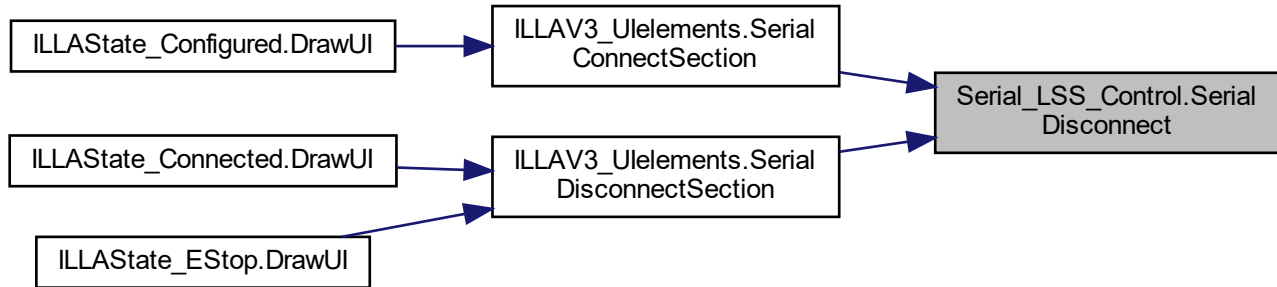 ILLAState_Configured.DrawUI
ILLAV3_UIelements.Serial
ConnectSection
Serial_LSS_Control.Serial
Disconnect
ILLAState_Connected.DrawUI
ILLAV3_UIelements.Serial
DisconnectSection
ILLAState_EStop.DrawUI